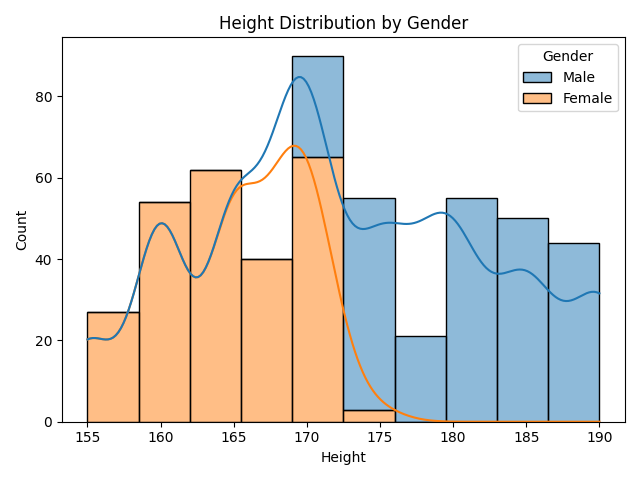 Height Distribution by Gender
Gender
Male
Female
80
60
40
20
0
Count
155 160 165 170 175 180 185 190
Height